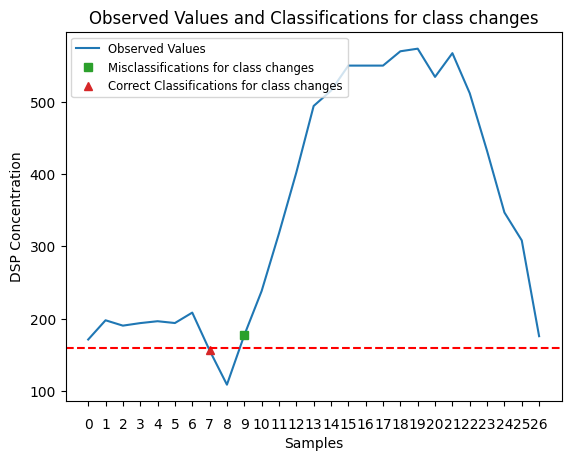 Observed Values and Classifications for class changes
Observed Values
Misclassifications for class changes
Correct Classifications for class changes
500
400
300
200
100
DSP Concentration
0 1 2 3 4 5 6 7 8 9 10 11 12 13 14 15 16 17 18 19 20 21 22 23 24 25 26
Samples